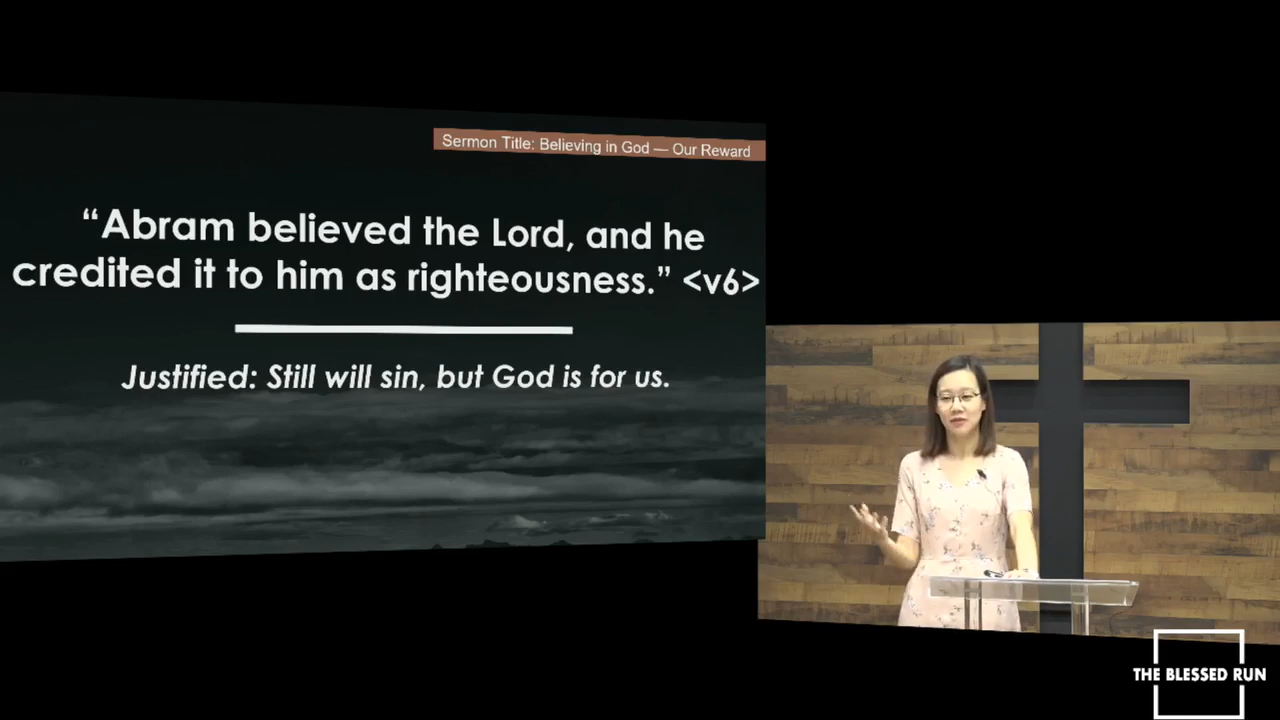 Sermon Title: Believing in God — Our Reward
“Abram believed the Lord, and he
credited it to him as righteousness.” <v6>
Justified: Still will sin, but God is for us.
THE BLESSED RUN